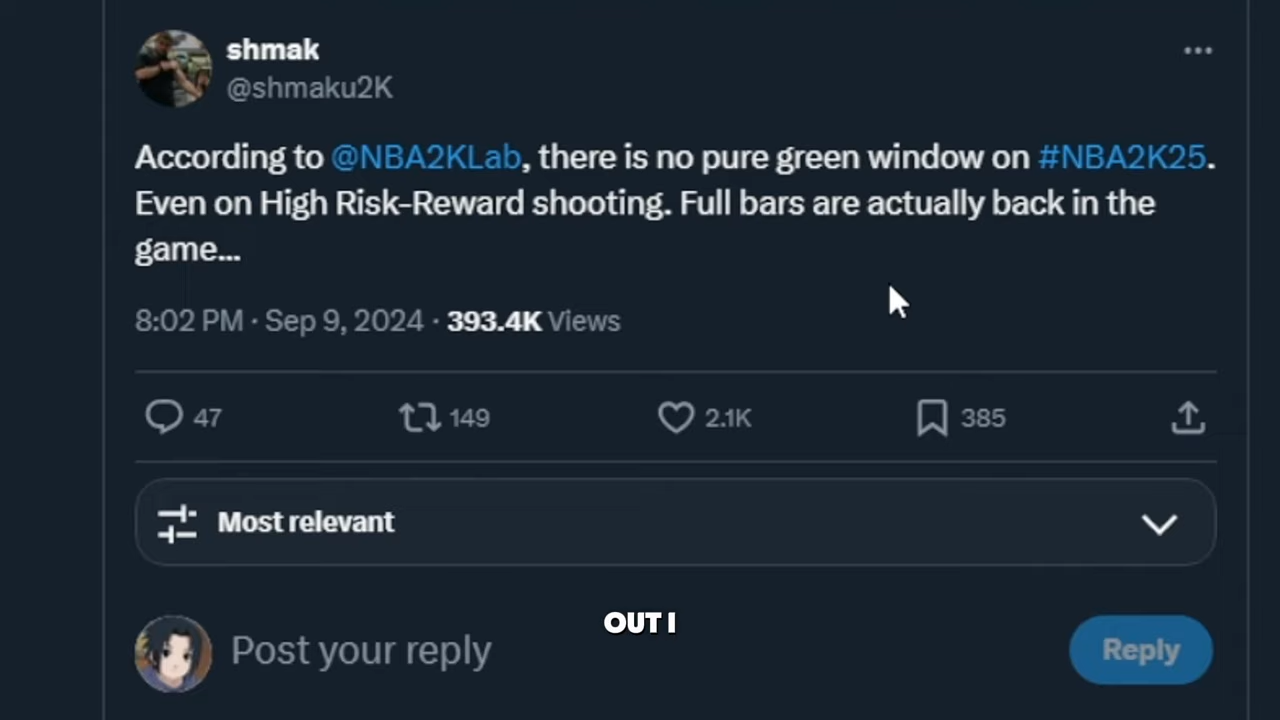 shmak
@shmaku2K
According to @NBA2KLab, there is no pure green window on #NBA2K25.
Even on High Risk-Reward shooting. Full bars are actually back in the
game...
8:02 PM · Sep 9, 2024 · 393.4K Views
47 149 2.1K 385
Most relevant
OUT I
Post your reply
Reply